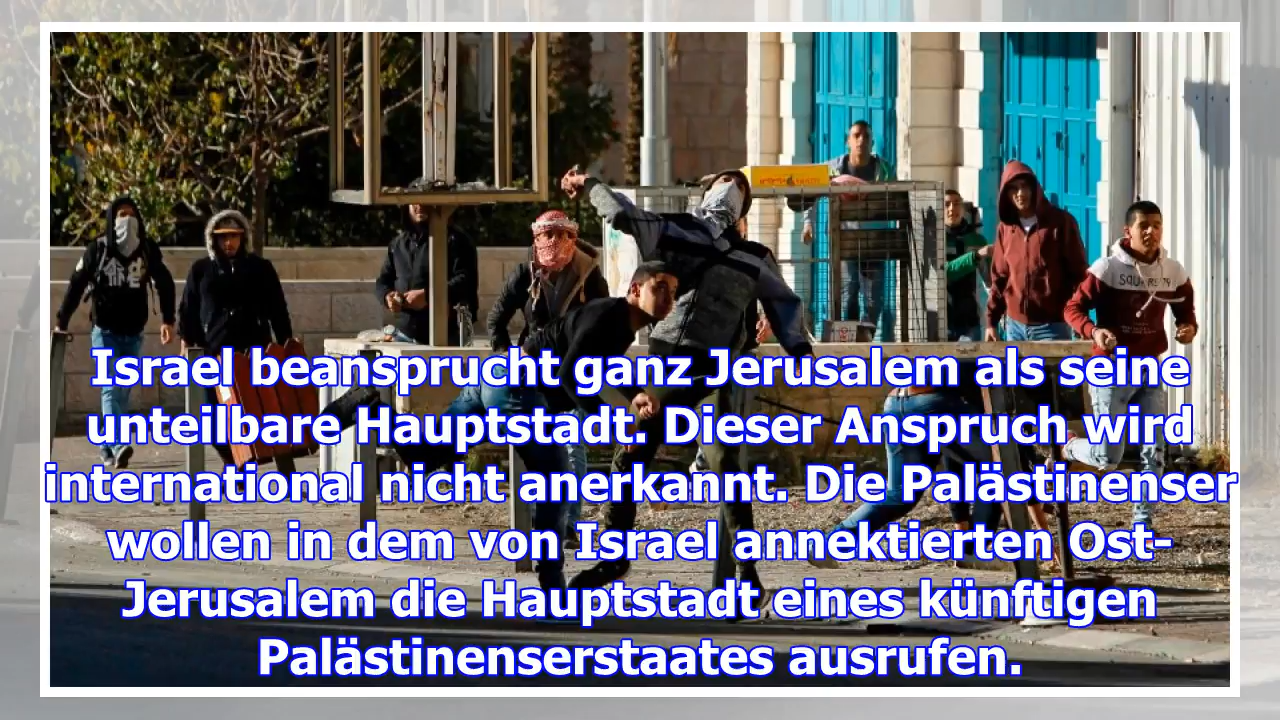 Israel beansprucht ganz Jerusalem als seine
unteilbare Hauptstadt. Dieser Anspruch wird
international nicht anerkannt. Die Palästinenser
wollen in dem von Israel annektierten Ost-
Jerusalem die Hauptstadt eines künftigen
Palästinenserstaates ausrufen.